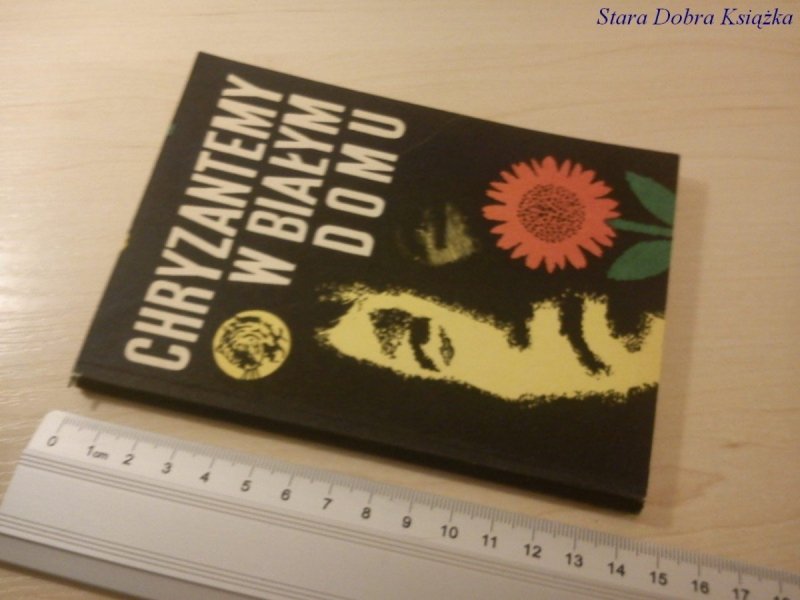 Stara Dobra Książka
CHRYZANTEMY
W BIAŁYM
DOMU
0 1cm 2 3 4 5 6 7 8 9 10 11 12 13 14 15 16 17